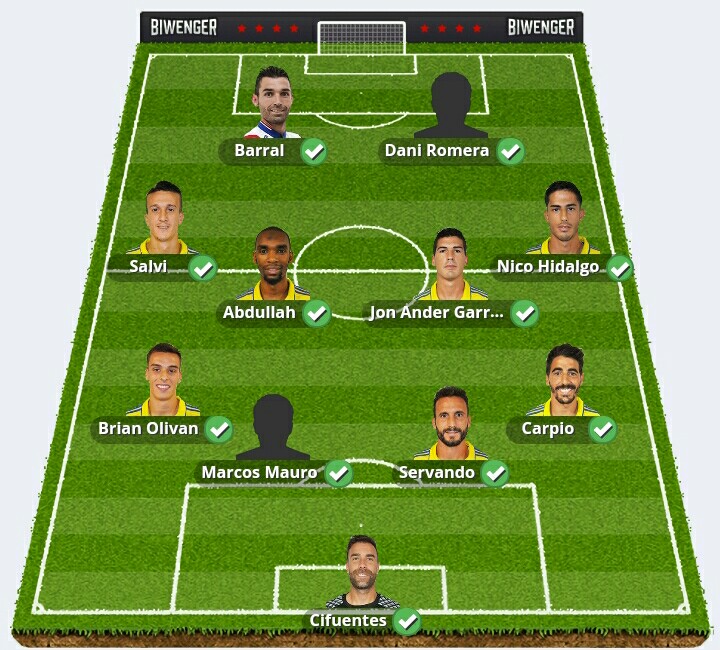 BIWENGER BIWENGER
Barral Dani Romera
Salvi Nico Hidalgo
Abdullah Jon Ander Garr...
Brian Olivan Carpio
Marcos Mauro Servando
Cifuentes